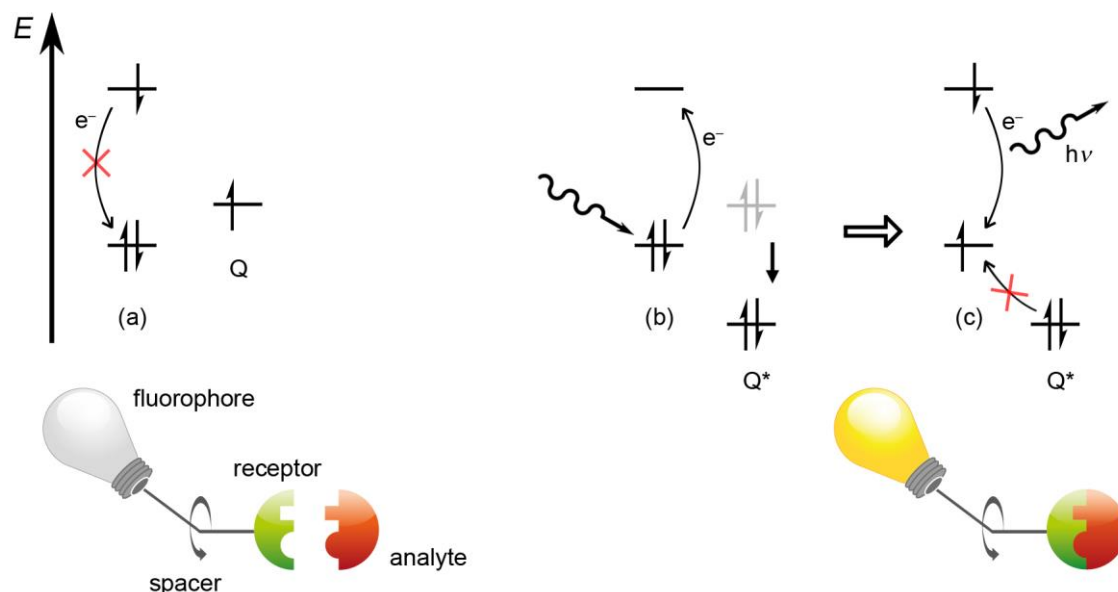 E
e⁻
Q
(a)
e⁻
(b)
Q*
e⁻
hν
(c)
Q*
fluorophore
receptor
analyte
spacer